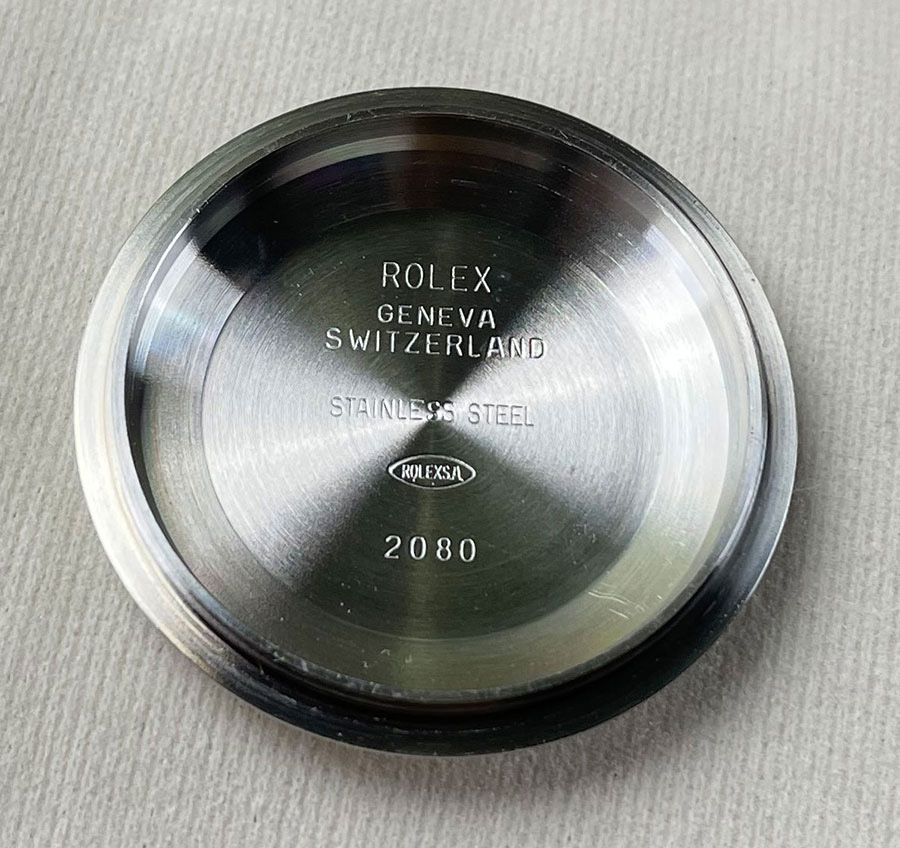 ROLEX
GENEVA
SWITZERLAND
STAINLESS STEEL
ROLEXSA
2080